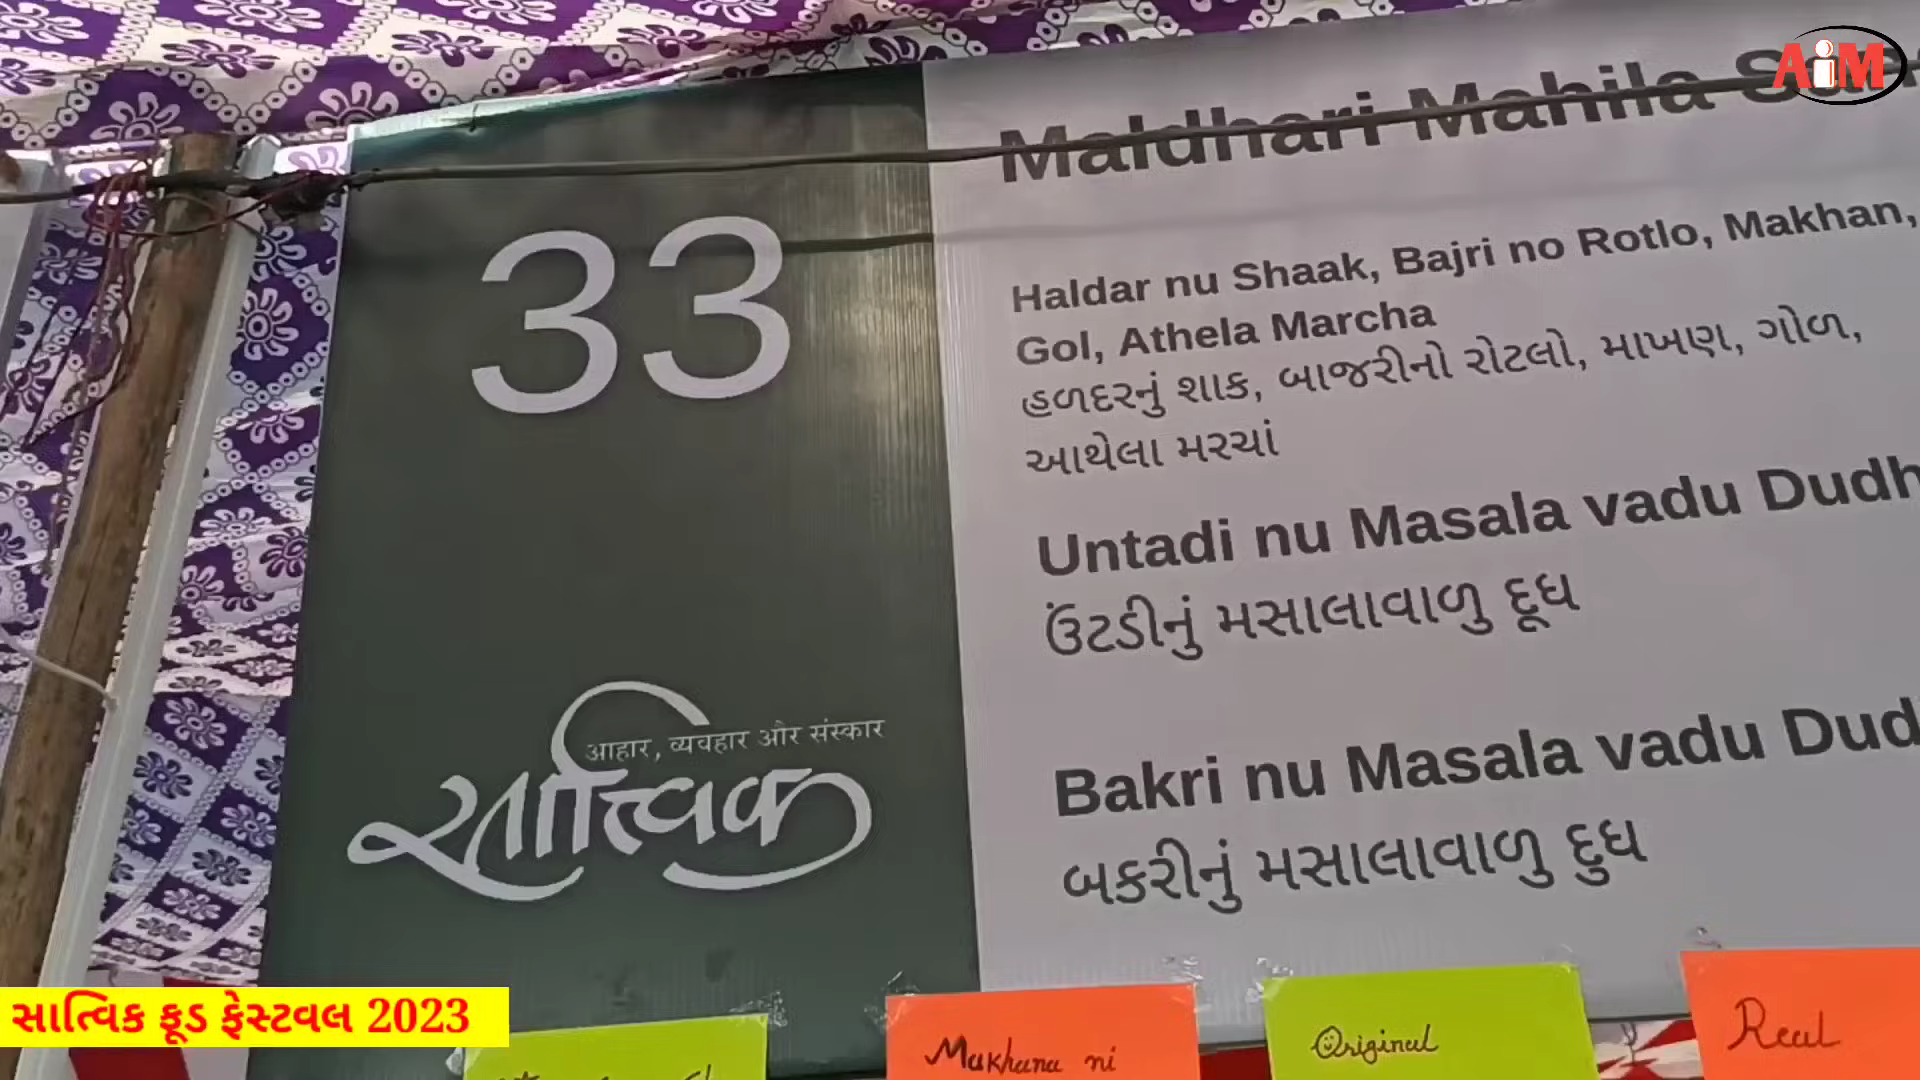 AiM
Maldhari Mahila
33
Haldar nu Shaak, Bajri no Rotlo, Makhan,
Gol, Athela Marcha
હળદરનું શાક, બાજરીનો રોટલો, માખણ, ગોળ,
આથેલા મરચાં
Untadi nu Masala vadu Dudh
ઉંટડીનું મસાલાવાળુ દૂધ
Bakri nu Masala vadu
બકરીનું મસાલાવાળુ દુધ
आहार, व्यवहार और संस्कार
सात्त्विक
સાત્વિક ફૂડ ફેસ્ટવલ 2023
Makhana ni
Original
Real